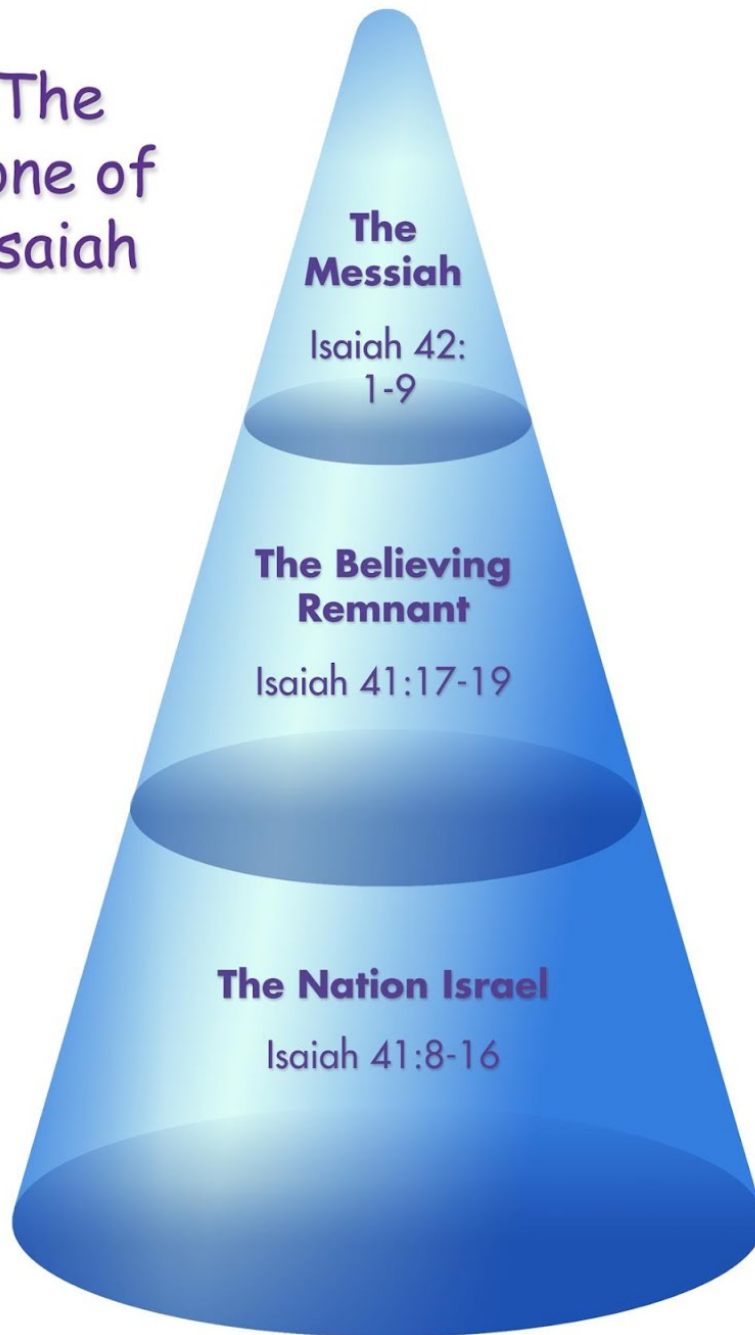 The
one of
saiah
The
Messiah
Isaiah 42:
1-9
The Believing
Remnant
Isaiah 41:17-19
The Nation Israel
Isaiah 41:8-16